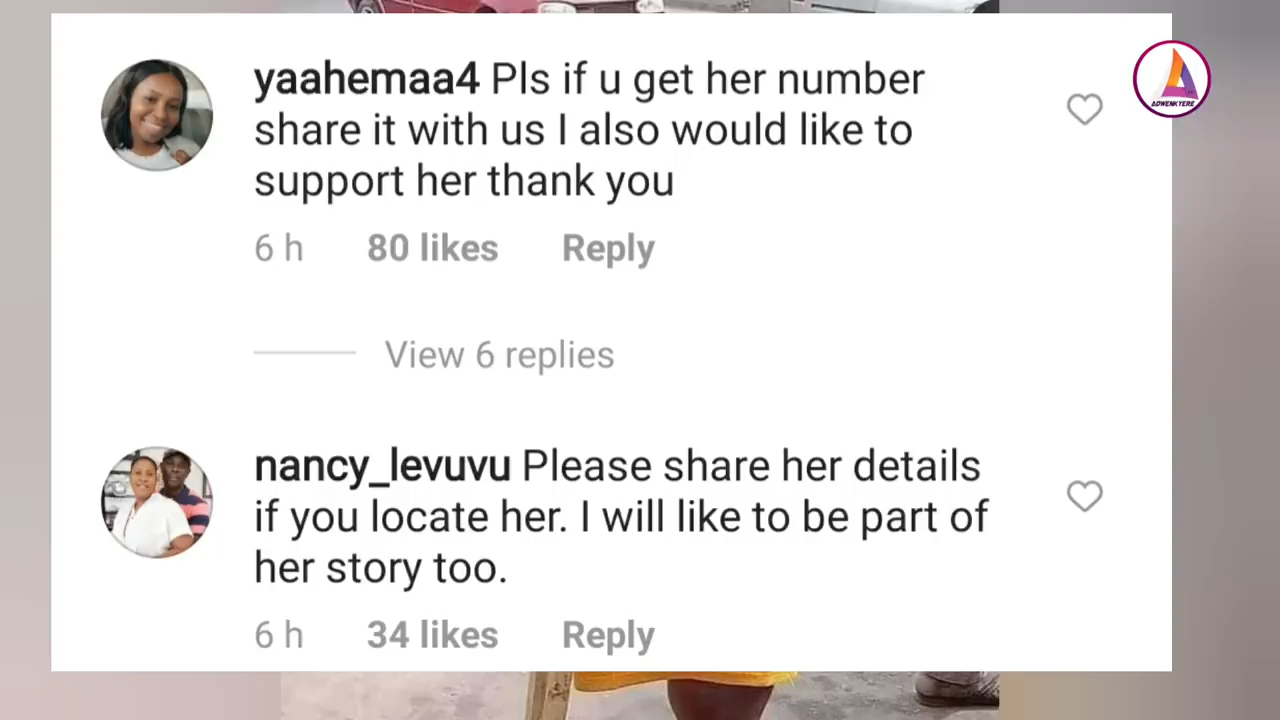 yaahemaa4 Pls if u get her number
share it with us I also would like to
support her thank you
6 h 80 likes Reply
View 6 replies
nancy_levuvu Please share her details
if you locate her. I will like to be part of
her story too.
6 h 34 likes Reply
ADWENKYERE